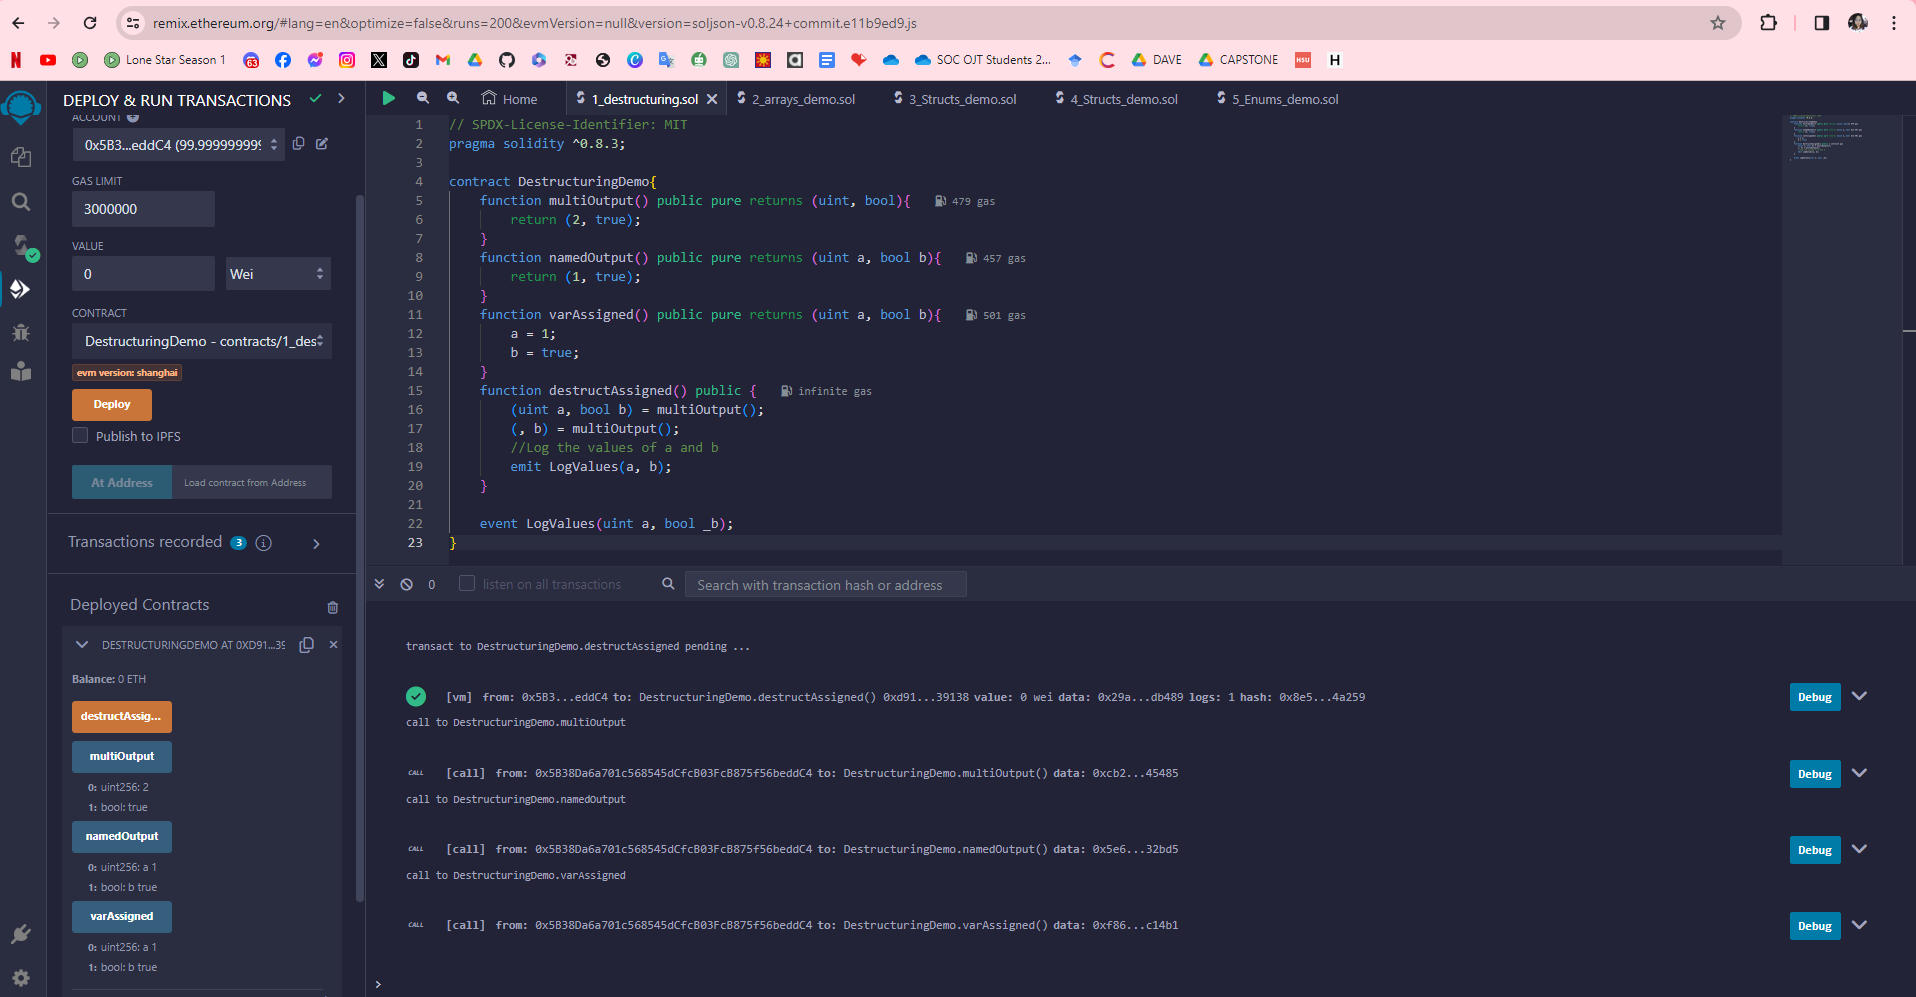 remix.ethereum.org/#lang=en&optimize=false&runs=200&evmVersion=null&version=soljson-v0.8.24+commit.e11b9ed9.js
Lone Star Season 1
63
SOC OJT Students 2...
DAVE
CAPSTONE
HSU
H
DEPLOY & RUN TRANSACTIONS
ACCOUNT
0x5B3...eddC4 (99.999999999
GAS LIMIT
3000000
VALUE
0
Wei
CONTRACT
DestructuringDemo - contracts/1_des
evm version: shanghai
Deploy
Publish to IPFS
At Address
Load contract from Address
Transactions recorded 3
Deployed Contracts
DESTRUCTURINGDEMO AT 0XD91...39
Balance: 0 ETH
destructAssig...
multiOutput
0: uint256: 2
1: bool: true
namedOutput
0: uint256: a 1
1: bool: b true
varAssigned
0: uint256: a 1
1: bool: b true
Home
1_destructuring.sol
2_arrays_demo.sol
3_Structs_demo.sol
4_Structs_demo.sol
5_Enums_demo.sol
1 // SPDX-License-Identifier: MIT
2 pragma solidity ^0.8.3;
3
4 contract DestructuringDemo{
5 function multiOutput() public pure returns (uint, bool){ 479 gas
6 return (2, true);
7 }
8 function namedOutput() public pure returns (uint a, bool b){ 457 gas
9 return (1, true);
10 }
11 function varAssigned() public pure returns (uint a, bool b){ 501 gas
12 a = 1;
13 b = true;
14 }
15 function destructAssigned() public { infinite gas
16 (uint a, bool b) = multiOutput();
17 (, b) = multiOutput();
18 //Log the values of a and b
19 emit LogValues(a, b);
20 }
21
22 event LogValues(uint a, bool _b);
23 }
0
listen on all transactions
Search with transaction hash or address
transact to DestructuringDemo.destructAssigned pending ...
[vm] from: 0x5B3...eddC4 to: DestructuringDemo.destructAssigned() 0xd91...39138 value: 0 wei data: 0x29a...db489 logs: 1 hash: 0x8e5...4a259
Debug
call to DestructuringDemo.multiOutput
CALL [call] from: 0x5B38Da6a701c568545dCfcB03FcB875f56beddC4 to: DestructuringDemo.multiOutput() data: 0xcb2...45485
Debug
call to DestructuringDemo.namedOutput
CALL [call] from: 0x5B38Da6a701c568545dCfcB03FcB875f56beddC4 to: DestructuringDemo.namedOutput() data: 0x5e6...32bd5
Debug
call to DestructuringDemo.varAssigned
CALL [call] from: 0x5B38Da6a701c568545dCfcB03FcB875f56beddC4 to: DestructuringDemo.varAssigned() data: 0xf86...c14b1
Debug
>